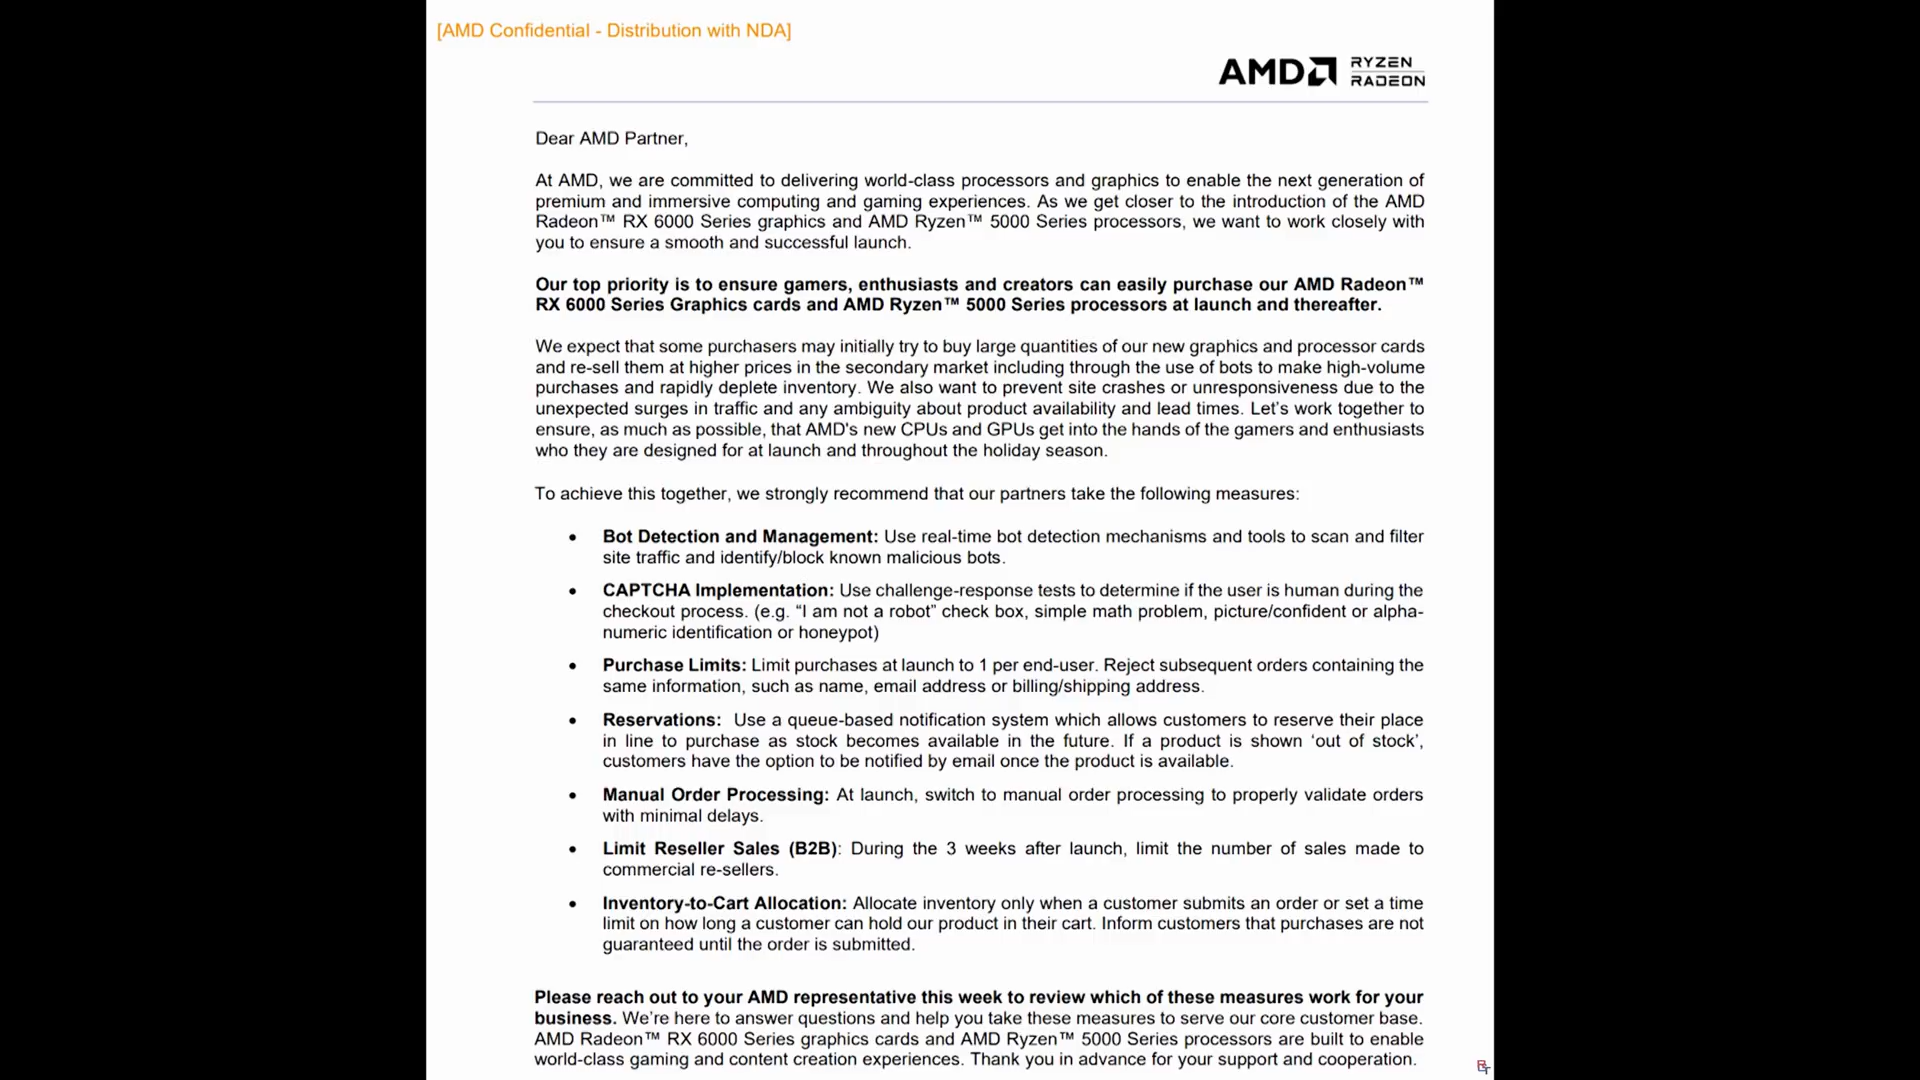 [AMD Confidential - Distribution with NDA]
AMD RYZEN
RADEON
Dear AMD Partner,
At AMD, we are committed to delivering world-class processors and graphics to enable the next generation of
premium and immersive computing and gaming experiences. As we get closer to the introduction of the AMD
Radeon™ RX 6000 Series graphics and AMD Ryzen™ 5000 Series processors, we want to work closely with
you to ensure a smooth and successful launch.
Our top priority is to ensure gamers, enthusiasts and creators can easily purchase our AMD Radeon™
RX 6000 Series Graphics cards and AMD Ryzen™ 5000 Series processors at launch and thereafter.
We expect that some purchasers may initially try to buy large quantities of our new graphics and processor cards
and re-sell them at higher prices in the secondary market including through the use of bots to make high-volume
purchases and rapidly deplete inventory. We also want to prevent site crashes or unresponsiveness due to the
unexpected surges in traffic and any ambiguity about product availability and lead times. Let's work together to
ensure, as much as possible, that AMD's new CPUs and GPUs get into the hands of the gamers and enthusiasts
who they are designed for at launch and throughout the holiday season.
To achieve this together, we strongly recommend that our partners take the following measures:
• Bot Detection and Management: Use real-time bot detection mechanisms and tools to scan and filter
site traffic and identify/block known malicious bots.
• CAPTCHA Implementation: Use challenge-response tests to determine if the user is human during the
checkout process. (e.g. “I am not a robot” check box, simple math problem, picture/confident or alpha-
numeric identification or honeypot)
• Purchase Limits: Limit purchases at launch to 1 per end-user. Reject subsequent orders containing the
same information, such as name, email address or billing/shipping address.
• Reservations: Use a queue-based notification system which allows customers to reserve their place
in line to purchase as stock becomes available in the future. If a product is shown ‘out of stock’,
customers have the option to be notified by email once the product is available.
• Manual Order Processing: At launch, switch to manual order processing to properly validate orders
with minimal delays.
• Limit Reseller Sales (B2B): During the 3 weeks after launch, limit the number of sales made to
commercial re-sellers.
• Inventory-to-Cart Allocation: Allocate inventory only when a customer submits an order or set a time
limit on how long a customer can hold our product in their cart. Inform customers that purchases are not
guaranteed until the order is submitted.
Please reach out to your AMD representative this week to review which of these measures work for your
business. We're here to answer questions and help you take these measures to serve our core customer base.
AMD Radeon™ RX 6000 Series graphics cards and AMD Ryzen™ 5000 Series processors are built to enable
world-class gaming and content creation experiences. Thank you in advance for your support and cooperation.